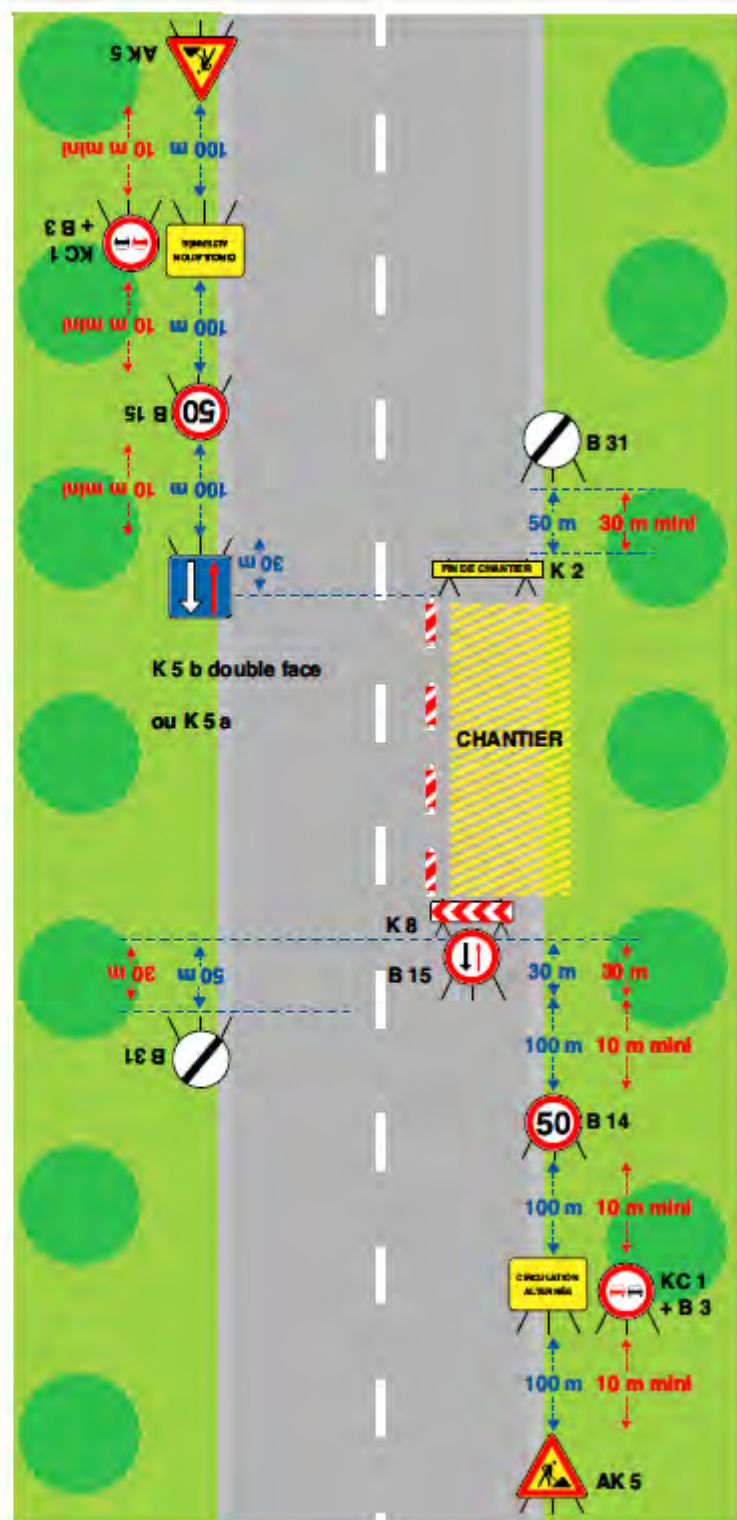 AK 5
10 m mini
100 m
KC 1
+ B 3
CIRCULATION
ALTERNÉE
10 m mini
100 m
B 15
50
10 m mini
100 m
B 31
50 m
30 m mini
30 m
FIN DE CHANTIER
K 2
K 5 b double face
ou K 5 a
CHANTIER
K 8
B 15
30 m
50 m
30 m
30 m
B 31
100 m
10 m mini
50
B 14
100 m
10 m mini
CIRCULATION
ALTERNÉE
KC 1
+ B 3
100 m
10 m mini
AK 5